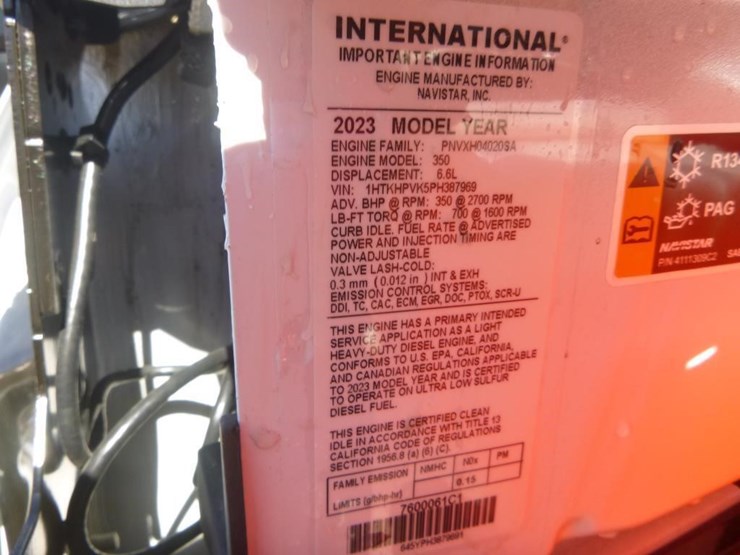 INTERNATIONAL®
IMPORTANT ENGINE INFORMATION
ENGINE MANUFACTURED BY:
NAVISTAR, INC.
2023 MODEL YEAR
ENGINE FAMILY: PNVXH04020SA
ENGINE MODEL: 350
DISPLACEMENT: 6.6L
VIN: 1HTKHPVK5PH387969
ADV. BHP @ RPM: 350 @ 2700 RPM
LB-FT TORQ @ RPM: 700 @ 1600 RPM
CURB IDLE. FUEL RATE @ ADVERTISED
POWER AND INJECTION TIMING ARE
NON-ADJUSTABLE
VALVE LASH-COLD:
0.3 mm (0.012 in ) INT & EXH
EMISSION CONTROL SYSTEMS:
DDI, TC, CAC, ECM, EGR, DOC, PTOX, SCR-U
THIS ENGINE HAS A PRIMARY INTENDED
SERVICE APPLICATION AS A LIGHT
HEAVY-DUTY DIESEL ENGINE, AND
CONFORMS TO U.S. EPA, CALIFORNIA,
AND CANADIAN REGULATIONS APPLICABLE
TO 2023 MODEL YEAR AND IS CERTIFIED
TO OPERATE ON ULTRA LOW SULFUR
DIESEL FUEL.
THIS ENGINE IS CERTIFIED CLEAN
IDLE IN ACCORDANCE WITH TITLE 13
CALIFORNIA CODE OF REGULATIONS
SECTION 1956.8 (a) (6) (C).
FAMILY EMISSION NMHC NOx PM
LIMITS (g/bhp-hr) 0.15
7600061C1
R134
PAG
NAVISTAR
P/N 4111309C2 SAE